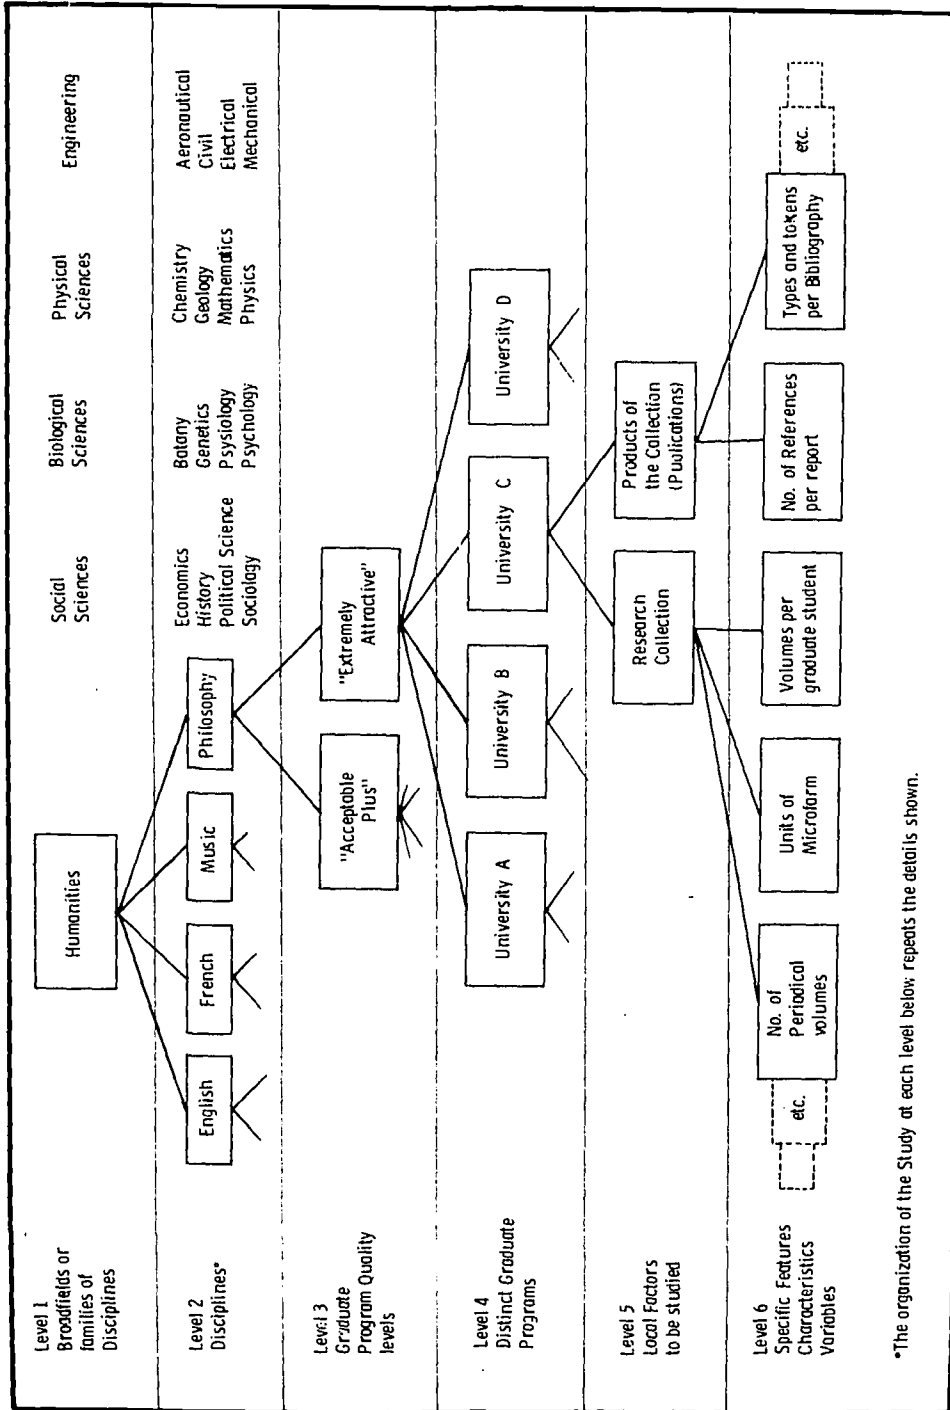 Level 1
Broadfields or
families of
Disciplines
Humanities
Social
Sciences
Biological
Sciences
Physical
Sciences
Engineering
Level 2
Disciplines*
English
French
Music
Philosophy
Economics
History
Political Science
Sociology
Botany
Genetics
Psysiology
Psychology
Chemistry
Geology
Mathematics
Physics
Aeronautical
Civil
Electrical
Mechanical
Level 3
Graduate
Program Quality
levels
"Acceptable
Plus"
"Extremely
Attractive"
Level 4
Distinct Graduate
Programs
University A
University B
University C
University D
Level 5
Local Factors
to be studied
Research
Collection
Products of
the Collection
(Publications)
Level 6
Specific Features
Characteristics
Variables
etc.
No. of
Periodical
volumes
Units of
Microform
Volumes per
graduate student
No. of References
per report
Types and tokens
per Bibliography
etc.
*The organization of the Study at each level below, repeats the details shown.